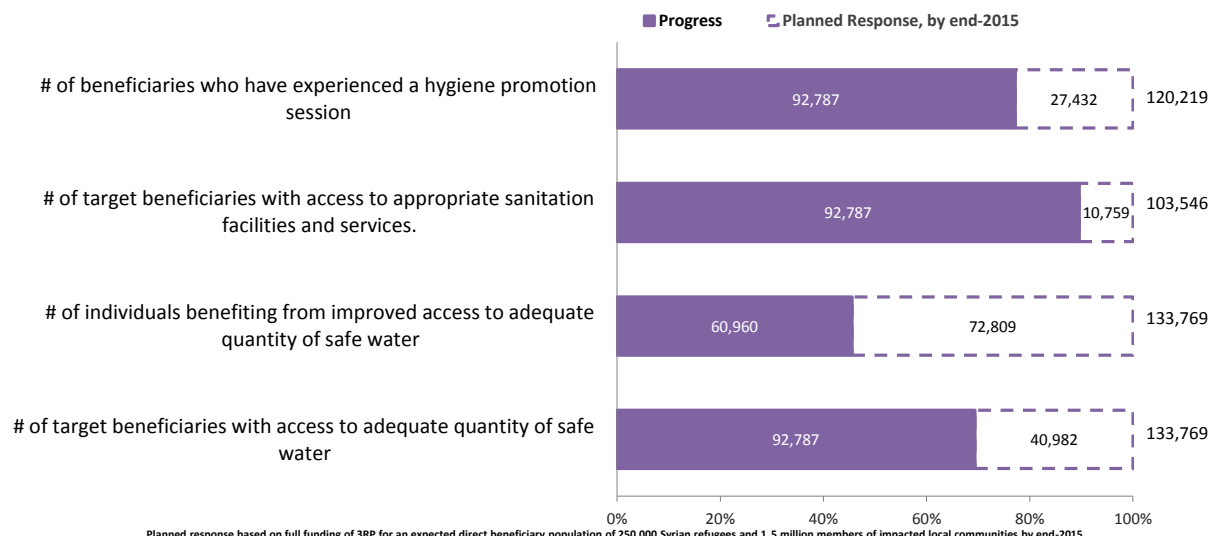 Progress Planned Response, by end-2015
# of beneficiaries who have experienced a hygiene promotion
session
92,787 27,432 120,219
# of target beneficiaries with access to appropriate sanitation
facilities and services.
92,787 10,759 103,546
# of individuals benefiting from improved access to adequate
quantity of safe water
60,960 72,809 133,769
# of target beneficiaries with access to adequate quantity of safe
water
92,787 40,982 133,769
0% 20% 40% 60% 80% 100%
Planned response based on full funding of 3RP for an expected direct beneficiary population of 250,000 Syrian refugees and 1.5 million members of impacted local communities by end-2015